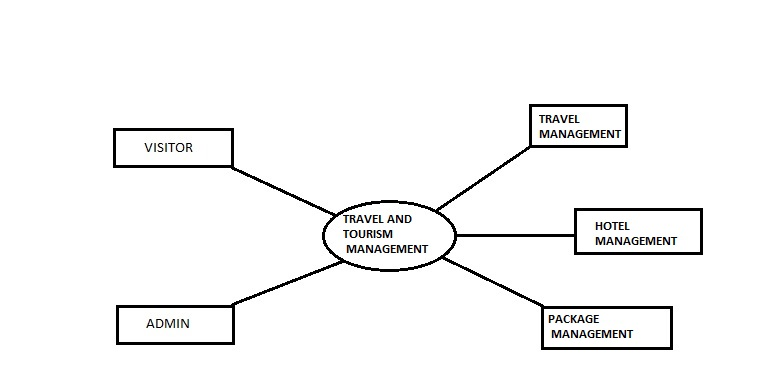 TRAVEL
MANAGEMENT
VISITOR
TRAVEL AND
TOURISM
MANAGEMENT
HOTEL
MANAGEMENT
ADMIN
PACKAGE
MANAGEMENT